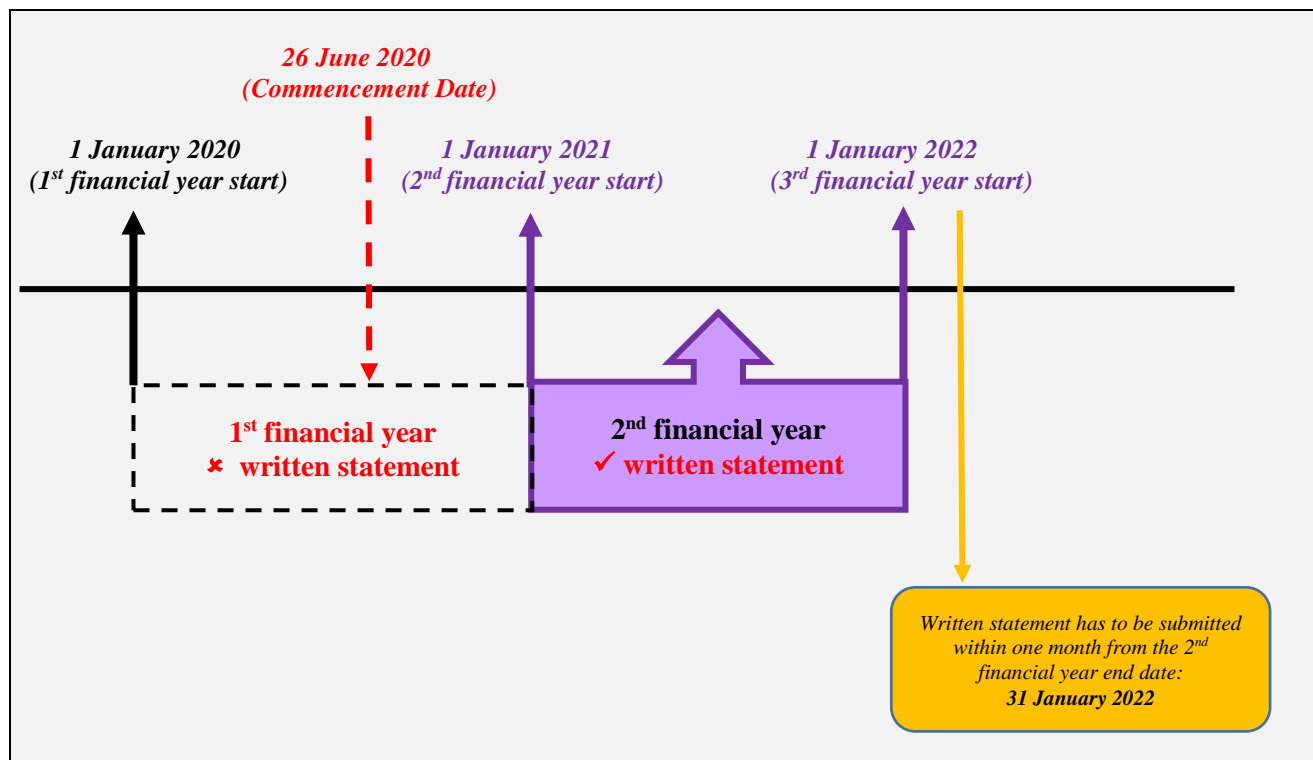 26 June 2020
(Commencement Date)
1 January 2020
(1st financial year start)
1 January 2021
(2nd financial year start)
1 January 2022
(3rd financial year start)
1st financial year
✘ written statement
2nd financial year
✓ written statement
Written statement has to be submitted
within one month from the 2nd
financial year end date:
31 January 2022